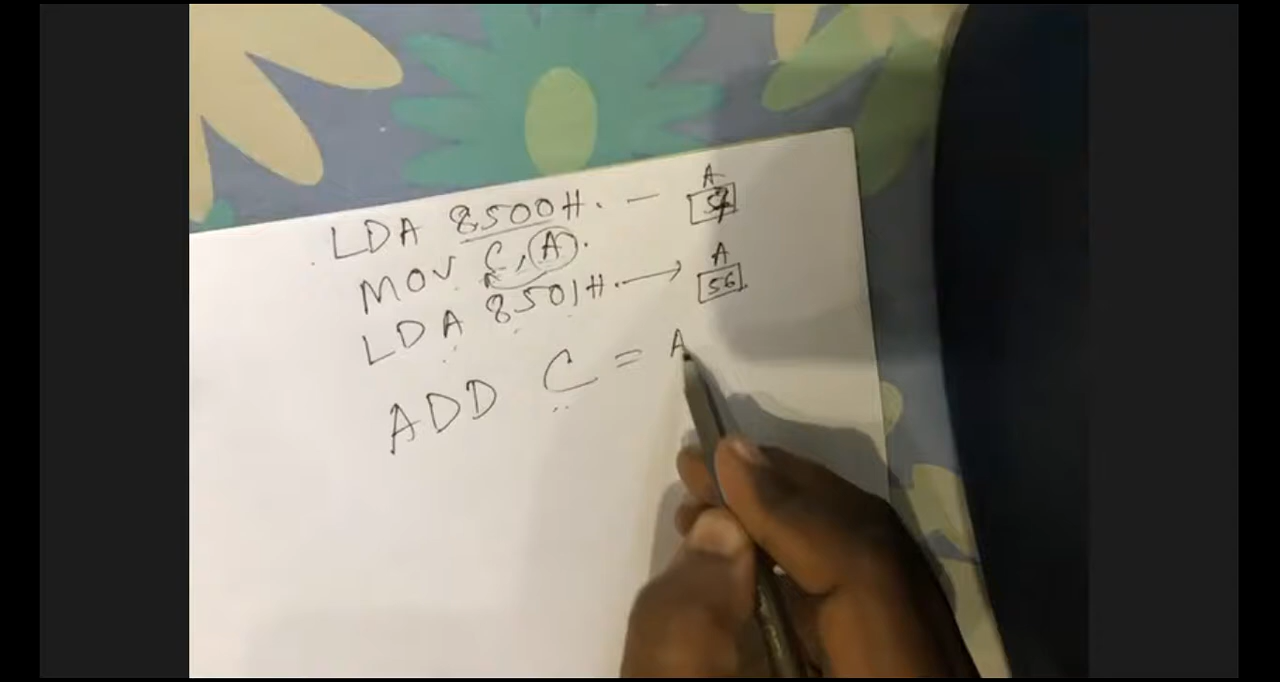 LDA 8500H. — A
MOV C, A.
LDA 8501H. → A 56
ADD C = A